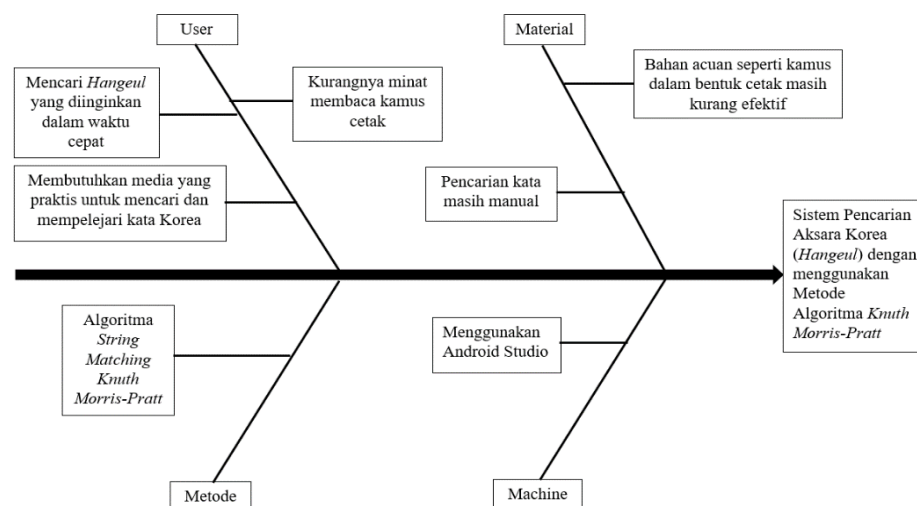 User
Material
Mencari Hangeul
yang diinginkan
dalam waktu
cepat
Kurangnya minat
membaca kamus
cetak
Bahan acuan seperti kamus
dalam bentuk cetak masih
kurang efektif
Membutuhkan media yang
praktis untuk mencari dan
mempelajari kata Korea
Pencarian kata
masih manual
Sistem Pencarian
Aksara Korea
(Hangeul) dengan
menggunakan
Metode
Algoritma Knuth
Morris-Pratt
Algoritma
String
Matching
Knuth
Morris-Pratt
Menggunakan
Android Studio
Metode
Machine